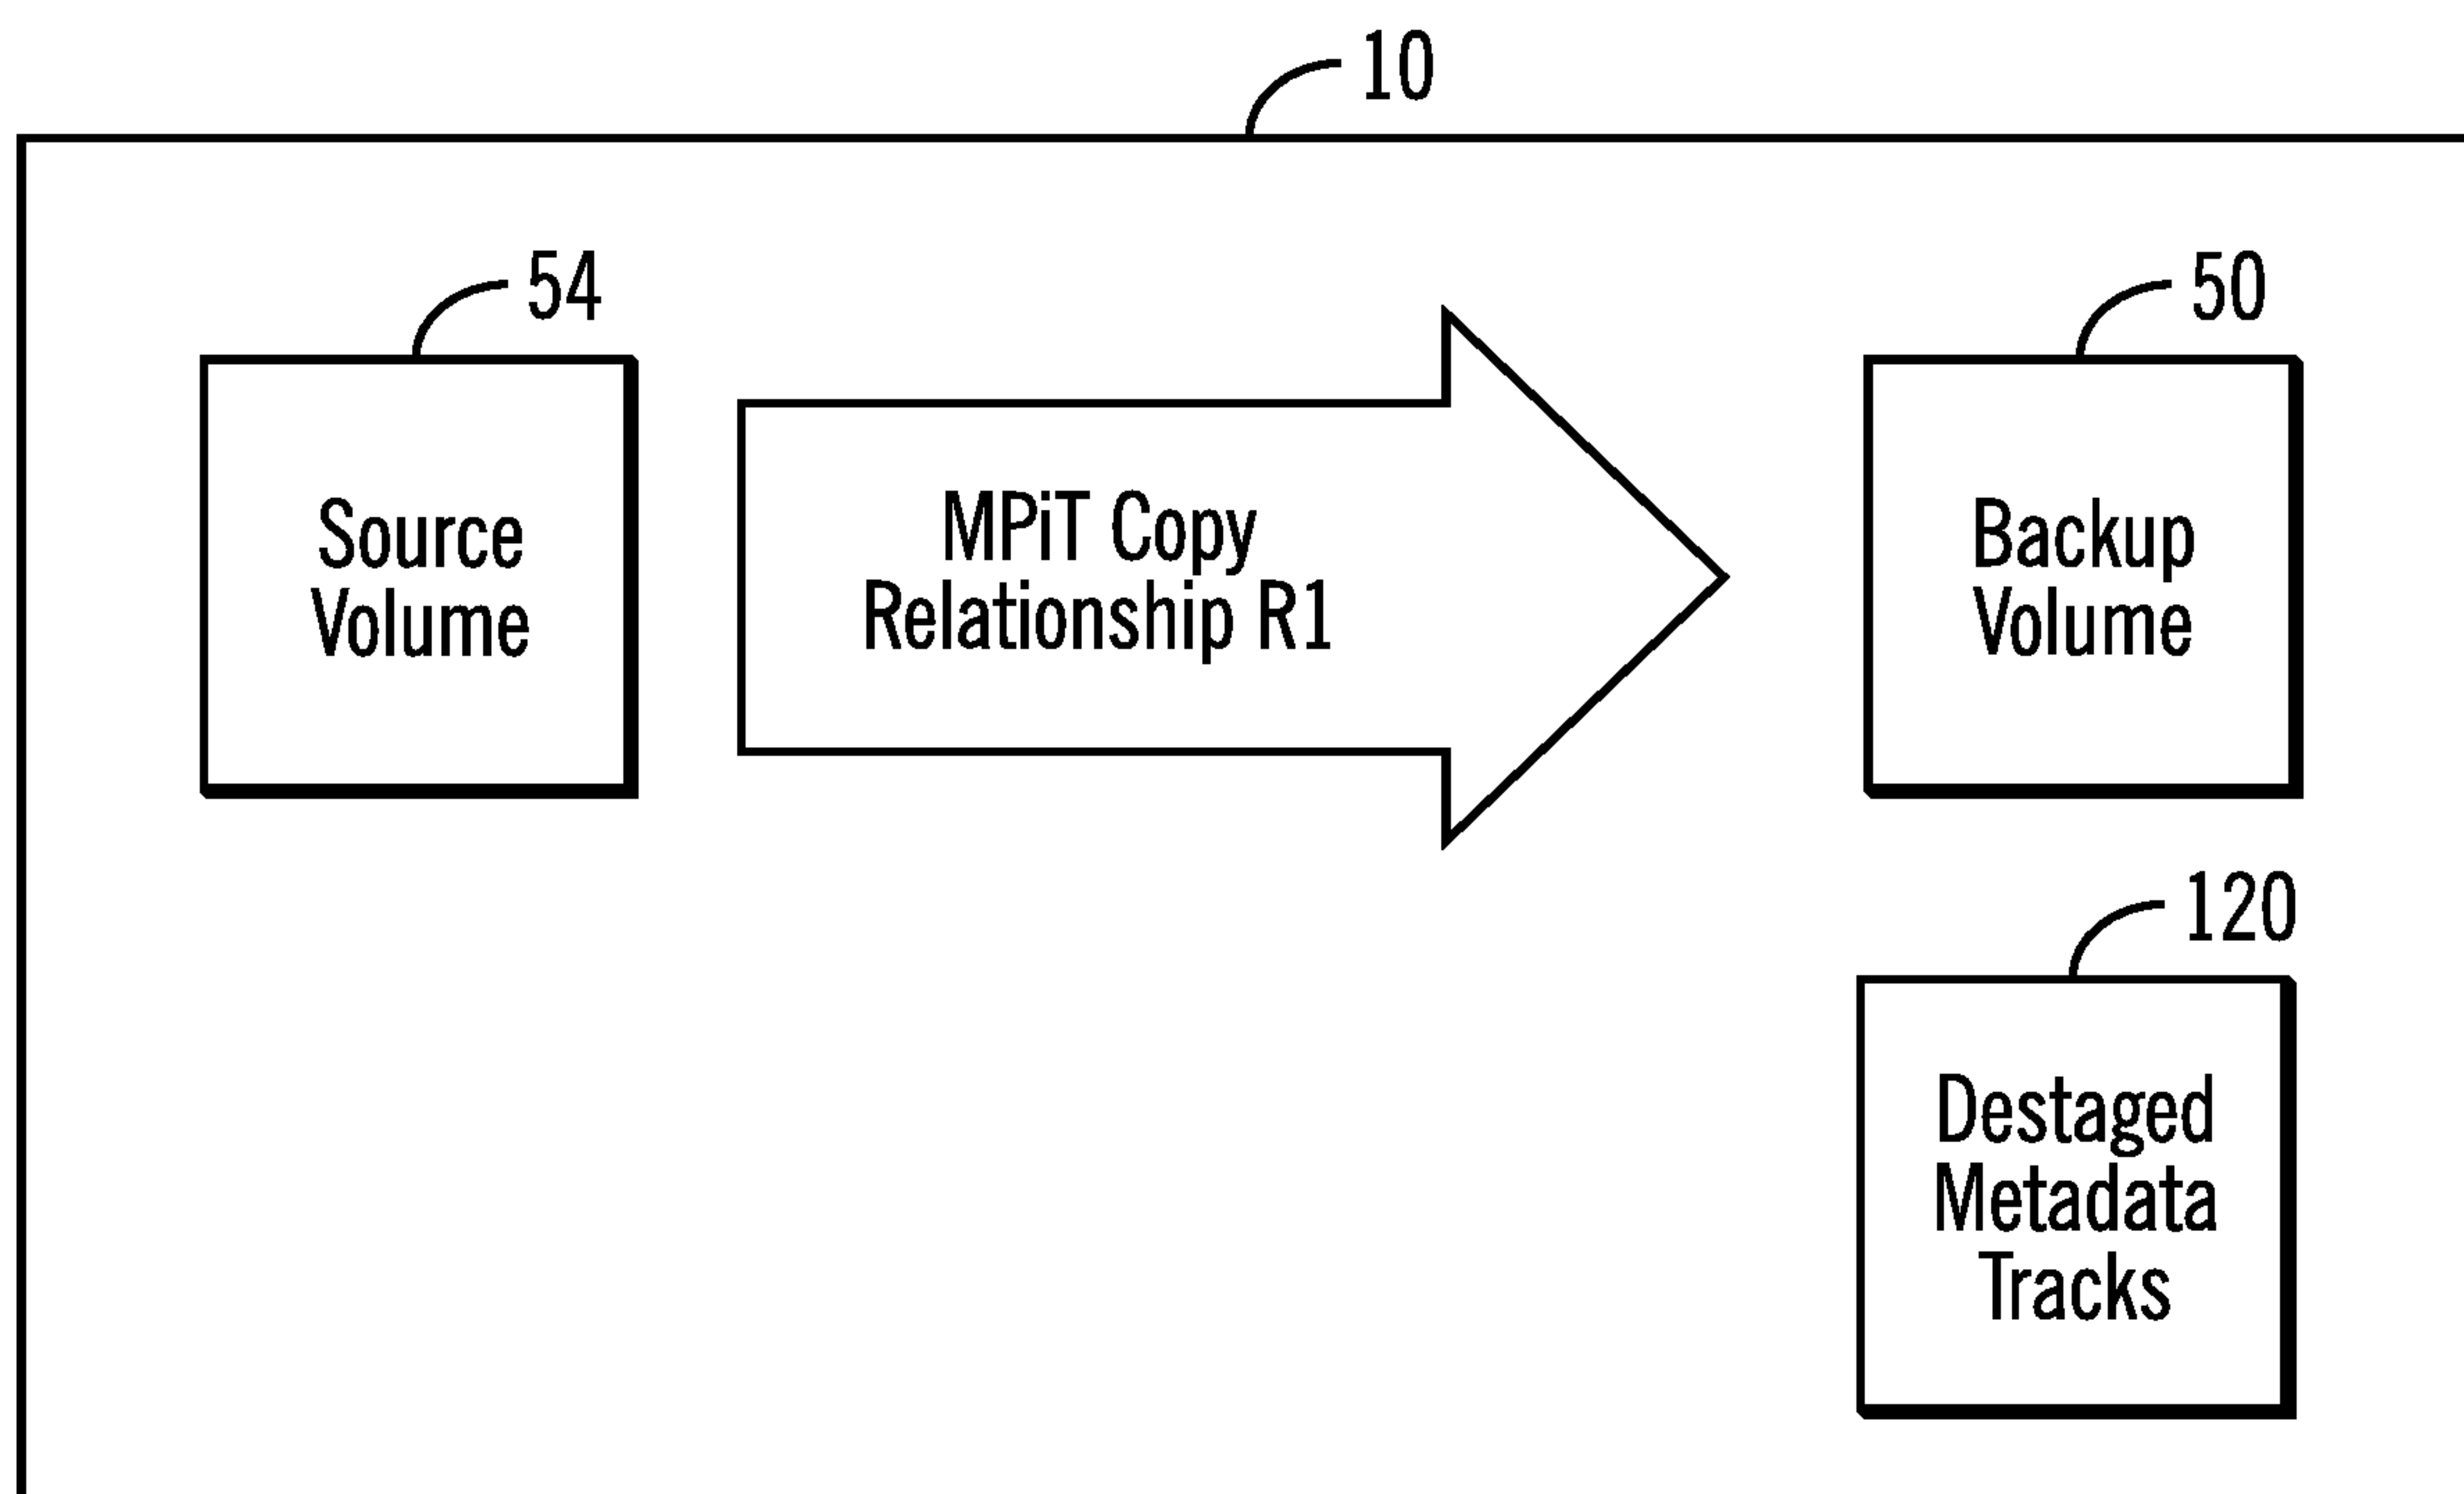 10
54
50
Source
Volume
MPiT Copy
Relationship R1
Backup
Volume
120
Destaged
Metadata
Tracks